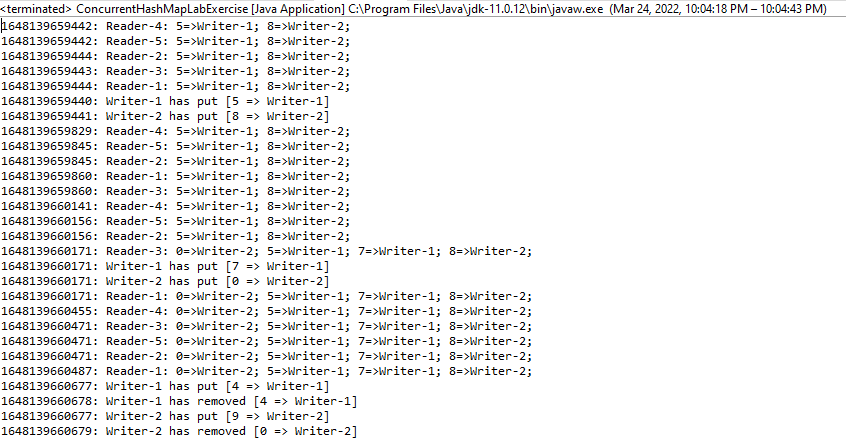 <terminated> ConcurrentHashMapLabExercise [Java Application] C:\Program Files\Java\jdk-11.0.12\bin\javaw.exe (Mar 24, 2022, 10:04:18 PM – 10:04:43 PM)
1648139659442: Reader-4: 5=>Writer-1; 8=>Writer-2;
1648139659442: Reader-5: 5=>Writer-1; 8=>Writer-2;
1648139659444: Reader-2: 5=>Writer-1; 8=>Writer-2;
1648139659443: Reader-3: 5=>Writer-1; 8=>Writer-2;
1648139659444: Reader-1: 5=>Writer-1; 8=>Writer-2;
1648139659440: Writer-1 has put [5 => Writer-1]
1648139659441: Writer-2 has put [8 => Writer-2]
1648139659829: Reader-4: 5=>Writer-1; 8=>Writer-2;
1648139659845: Reader-5: 5=>Writer-1; 8=>Writer-2;
1648139659845: Reader-2: 5=>Writer-1; 8=>Writer-2;
1648139659860: Reader-1: 5=>Writer-1; 8=>Writer-2;
1648139659860: Reader-3: 5=>Writer-1; 8=>Writer-2;
1648139660141: Reader-4: 5=>Writer-1; 8=>Writer-2;
1648139660156: Reader-5: 5=>Writer-1; 8=>Writer-2;
1648139660156: Reader-2: 5=>Writer-1; 8=>Writer-2;
1648139660171: Reader-3: 0=>Writer-2; 5=>Writer-1; 7=>Writer-1; 8=>Writer-2;
1648139660171: Writer-1 has put [7 => Writer-1]
1648139660171: Writer-2 has put [0 => Writer-2]
1648139660171: Reader-1: 0=>Writer-2; 5=>Writer-1; 7=>Writer-1; 8=>Writer-2;
1648139660455: Reader-4: 0=>Writer-2; 5=>Writer-1; 7=>Writer-1; 8=>Writer-2;
1648139660471: Reader-3: 0=>Writer-2; 5=>Writer-1; 7=>Writer-1; 8=>Writer-2;
1648139660471: Reader-5: 0=>Writer-2; 5=>Writer-1; 7=>Writer-1; 8=>Writer-2;
1648139660471: Reader-2: 0=>Writer-2; 5=>Writer-1; 7=>Writer-1; 8=>Writer-2;
1648139660487: Reader-1: 0=>Writer-2; 5=>Writer-1; 7=>Writer-1; 8=>Writer-2;
1648139660677: Writer-1 has put [4 => Writer-1]
1648139660678: Writer-1 has removed [4 => Writer-1]
1648139660677: Writer-2 has put [9 => Writer-2]
1648139660679: Writer-2 has removed [0 => Writer-2]